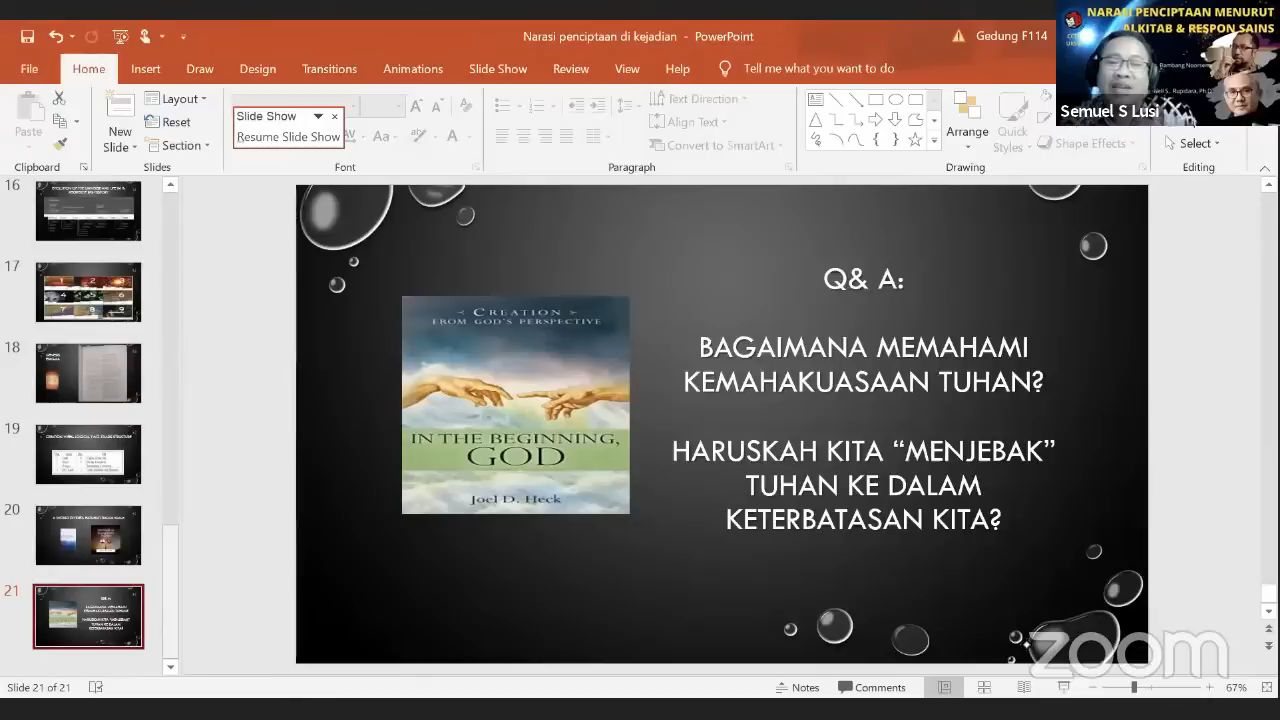 Narasi penciptaan di kejadian - PowerPoint
Gedung F114
File Home Insert Draw Design Transitions Animations Slide Show Review View Help Tell me what you want to do
Paste
New
Slide
Layout
Reset
Section
Slide Show
Resume Slide Show
Aa
Text Direction
Align Text
Convert to SmartArt
Arrange
Quick
Styles
Shape Effects
Select
Clipboard Slides Font Paragraph Drawing Editing
NARASI PENCIPTAAN MENURUT
ALKITAB & RESPON SAINS
Semuel S Lusi
16
17
18
19
20
21
Q& A:
BAGAIMANA MEMAHAMI
KEMAHAKUASAAN TUHAN?
HARUSKAH KITA “MENJEBAK”
TUHAN KE DALAM
KETERBATASAN KITA?
CREATION
FROM GOD'S PERSPECTIVE
IN THE BEGINNING,
GOD
Joel D. Heck
zoom
Slide 21 of 21
Notes
Comments
67%